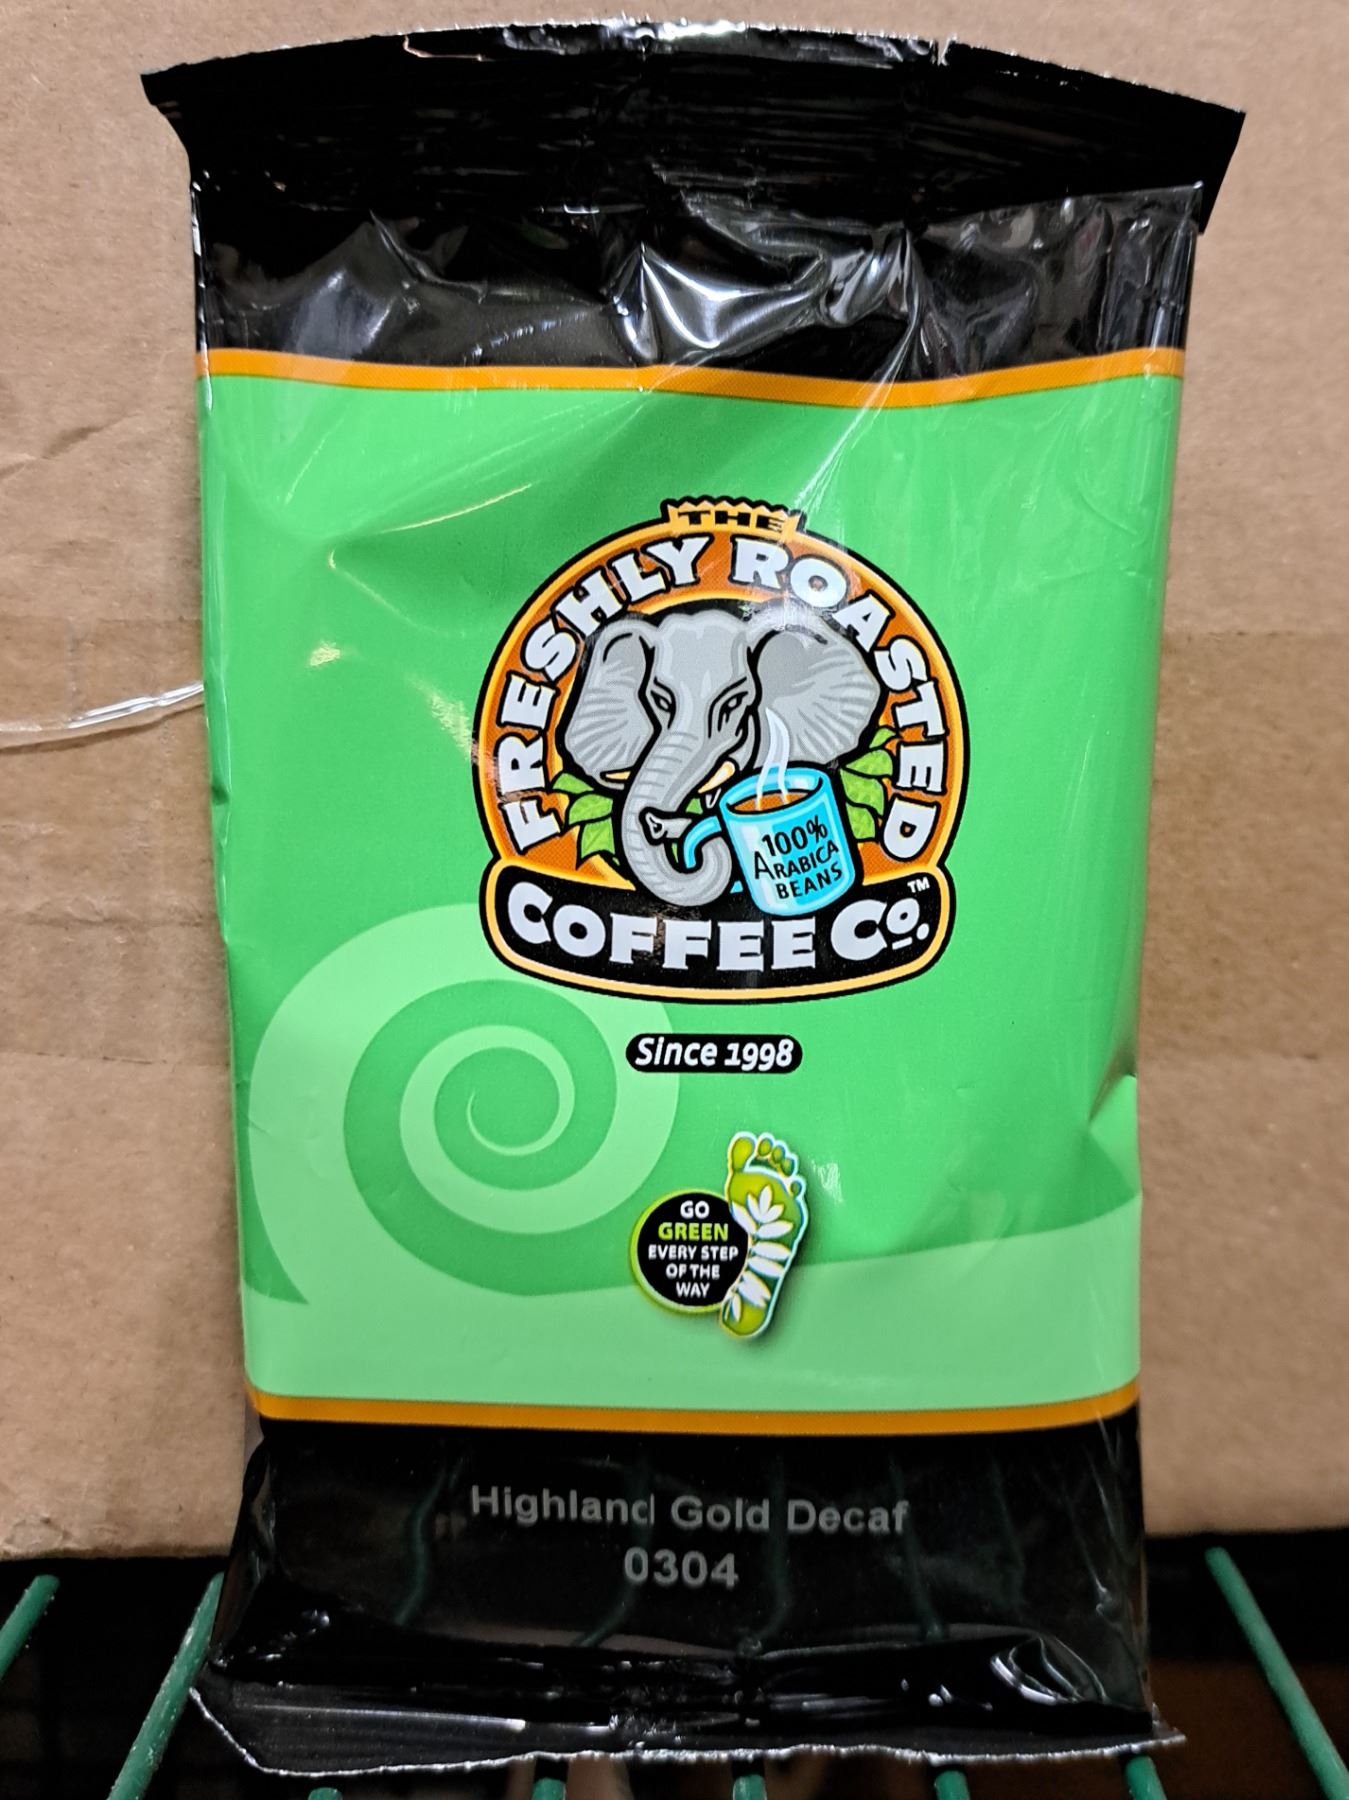 THE
FRESHLY ROASTED
100%
ARABICA
BEANS
COFFEE Co.™
Since 1998
GO
GREEN
EVERY STEP
OF THE
WAY
Highland Gold Decaf
0304